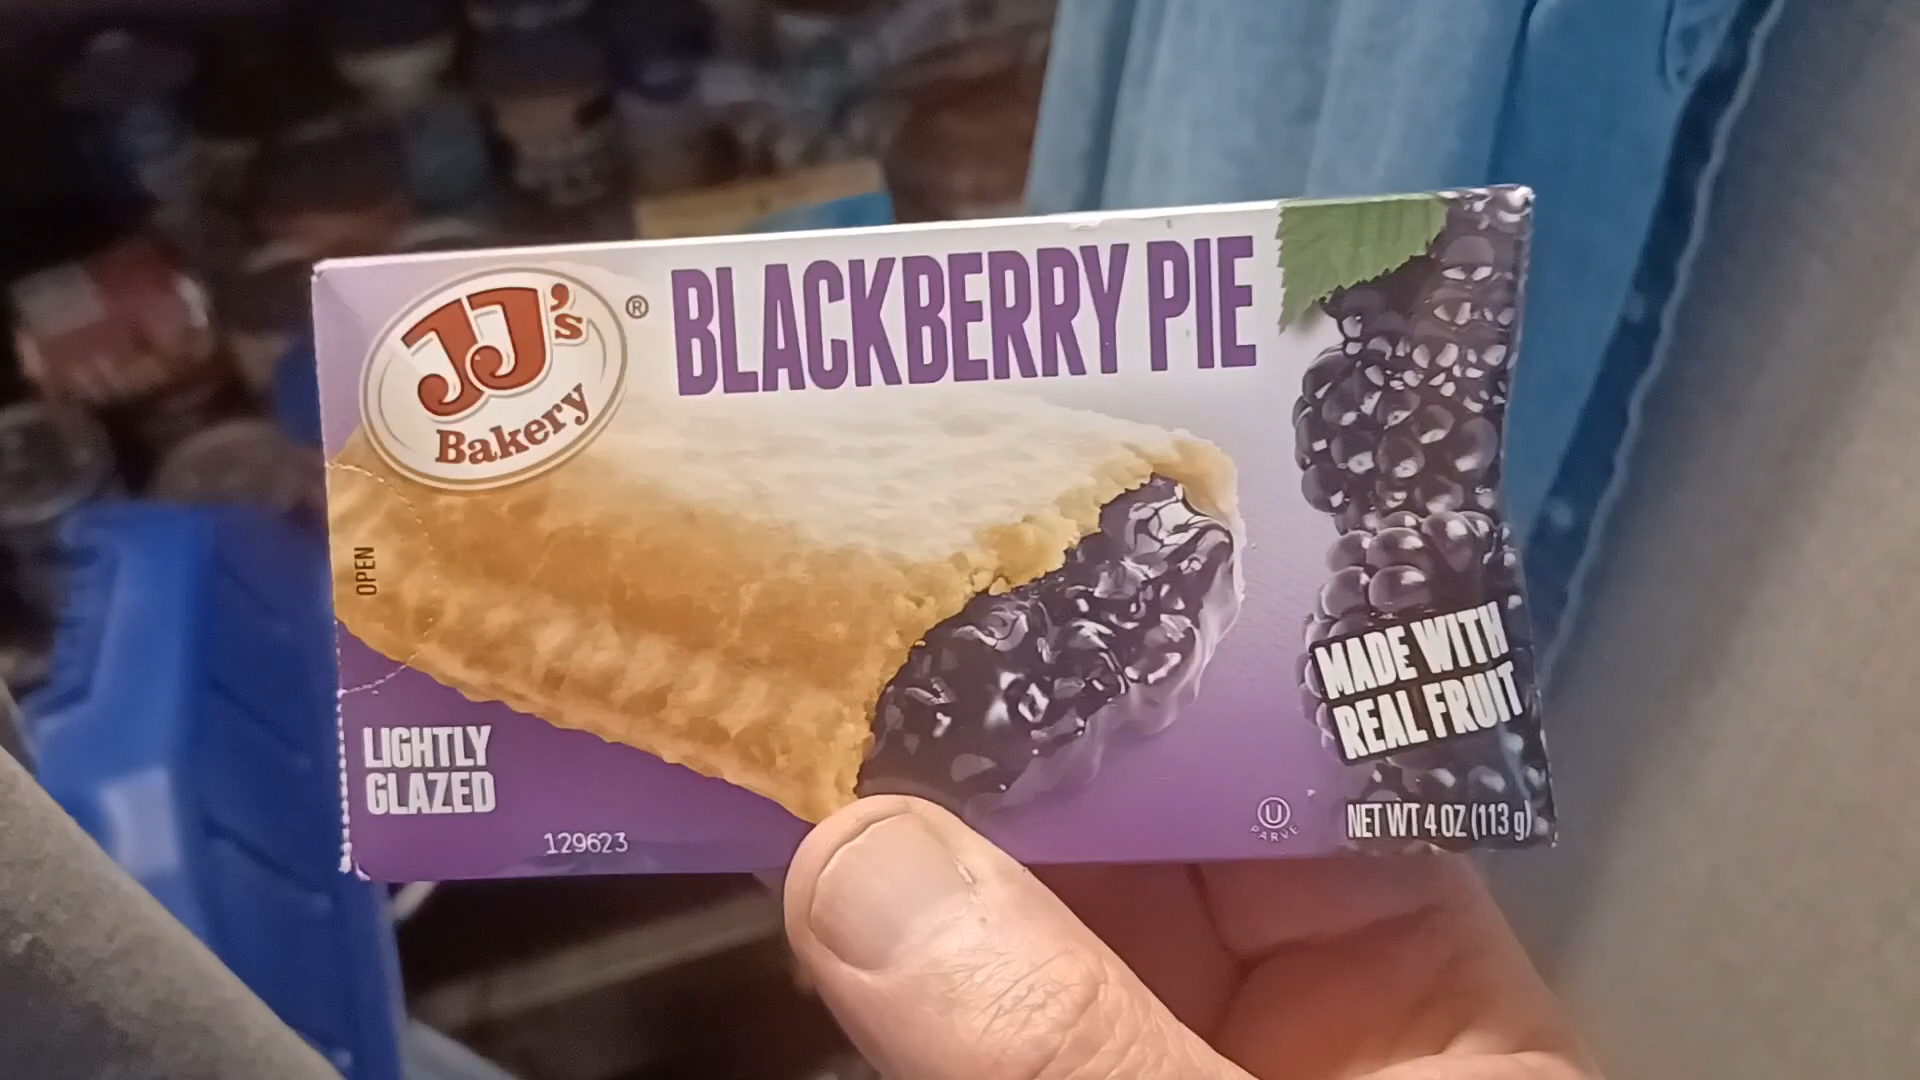 JJ's
Bakery
®
BLACKBERRY PIE
OPEN
MADE WITH
REAL FRUIT
LIGHTLY
GLAZED
129623
U
PARVE
NET WT 4 OZ (113 g)